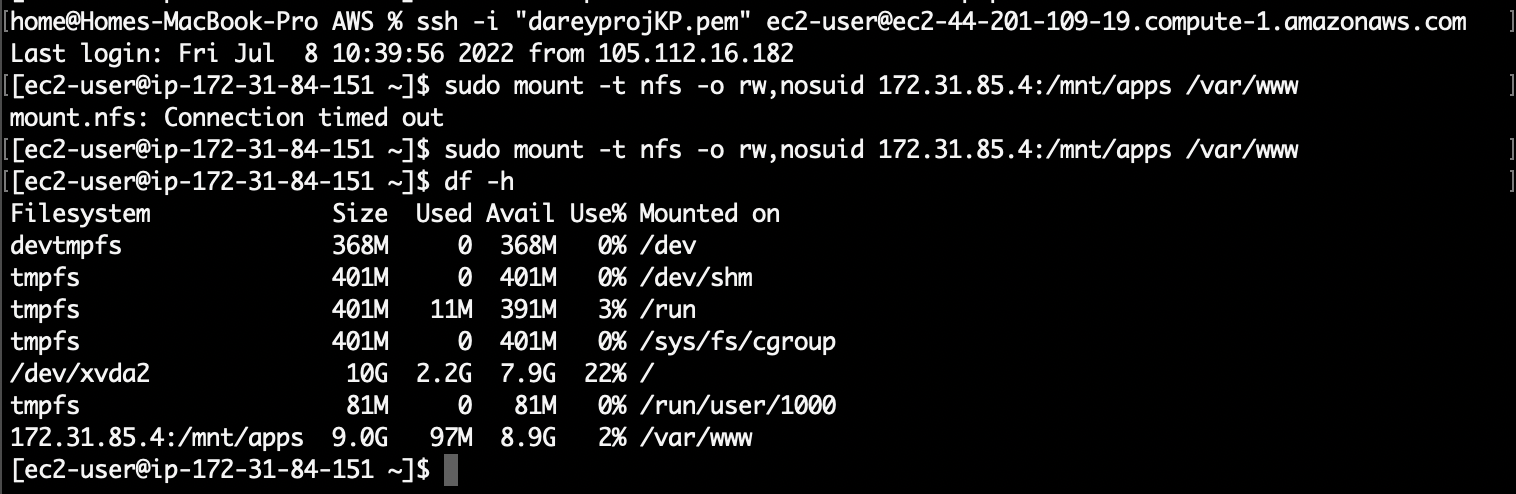 [home@Homes-MacBook-Pro AWS % ssh -i "dareyprojKP.pem" ec2-user@ec2-44-201-109-19.compute-1.amazonaws.com ]
Last login: Fri Jul  8 10:39:56 2022 from 105.112.16.182
[[ec2-user@ip-172-31-84-151 ~]$ sudo mount -t nfs -o rw,nosuid 172.31.85.4:/mnt/apps /var/www ]
mount.nfs: Connection timed out
[[ec2-user@ip-172-31-84-151 ~]$ sudo mount -t nfs -o rw,nosuid 172.31.85.4:/mnt/apps /var/www ]
[[ec2-user@ip-172-31-84-151 ~]$ df -h ]
Filesystem             Size  Used Avail Use% Mounted on
devtmpfs               368M     0  368M   0% /dev
tmpfs                  401M     0  401M   0% /dev/shm
tmpfs                  401M   11M  391M   3% /run
tmpfs                  401M     0  401M   0% /sys/fs/cgroup
/dev/xvda2              10G  2.2G  7.9G  22% /
tmpfs                   81M     0   81M   0% /run/user/1000
172.31.85.4:/mnt/apps  9.0G   97M  8.9G   2% /var/www
[ec2-user@ip-172-31-84-151 ~]$